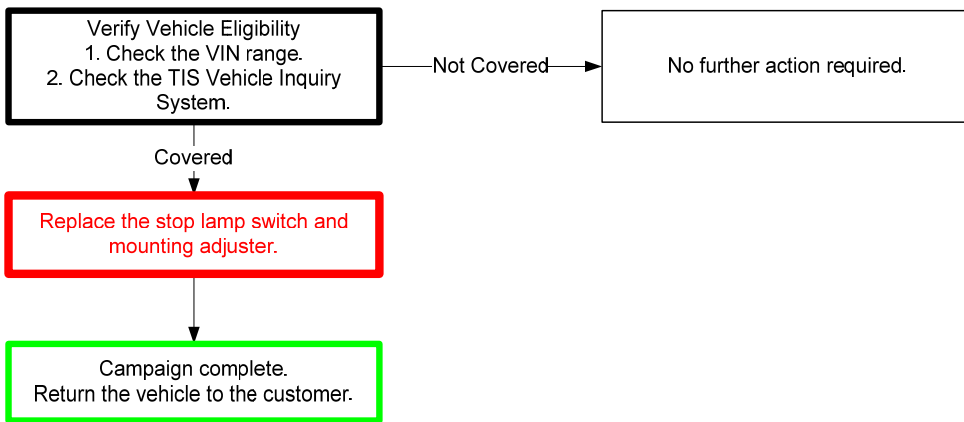 Verify Vehicle Eligibility
1. Check the VIN range.
2. Check the TIS Vehicle Inquiry
System.
Not Covered
No further action required.
Covered
Replace the stop lamp switch and
mounting adjuster.
Campaign complete.
Return the vehicle to the customer.